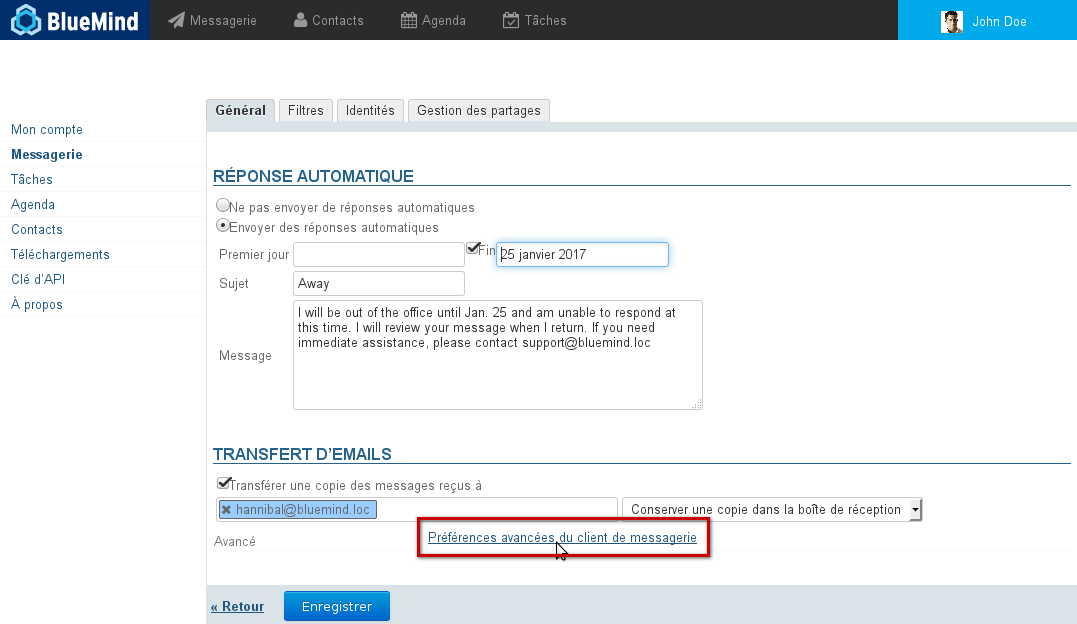 BlueMind Messagerie Contacts Agenda Tâches John Doe
Général Filtres Identités Gestion des partages
Mon compte
Messagerie
Tâches
Agenda
Contacts
Téléchargements
Clé d'API
À propos
RÉPONSE AUTOMATIQUE
Ne pas envoyer de réponses automatiques
Envoyer des réponses automatiques
Premier jour Fin 25 janvier 2017
Sujet Away
Message
I will be out of the office until Jan. 25 and am unable to respond at
this time. I will review your message when I return. If you need
immediate assistance, please contact support@bluemind.loc
TRANSFERT D'EMAILS
Transférer une copie des messages reçus à
hannibal@bluemind.loc Conserver une copie dans la boîte de réception
Avancé Préférences avancées du client de messagerie
« Retour Enregistrer